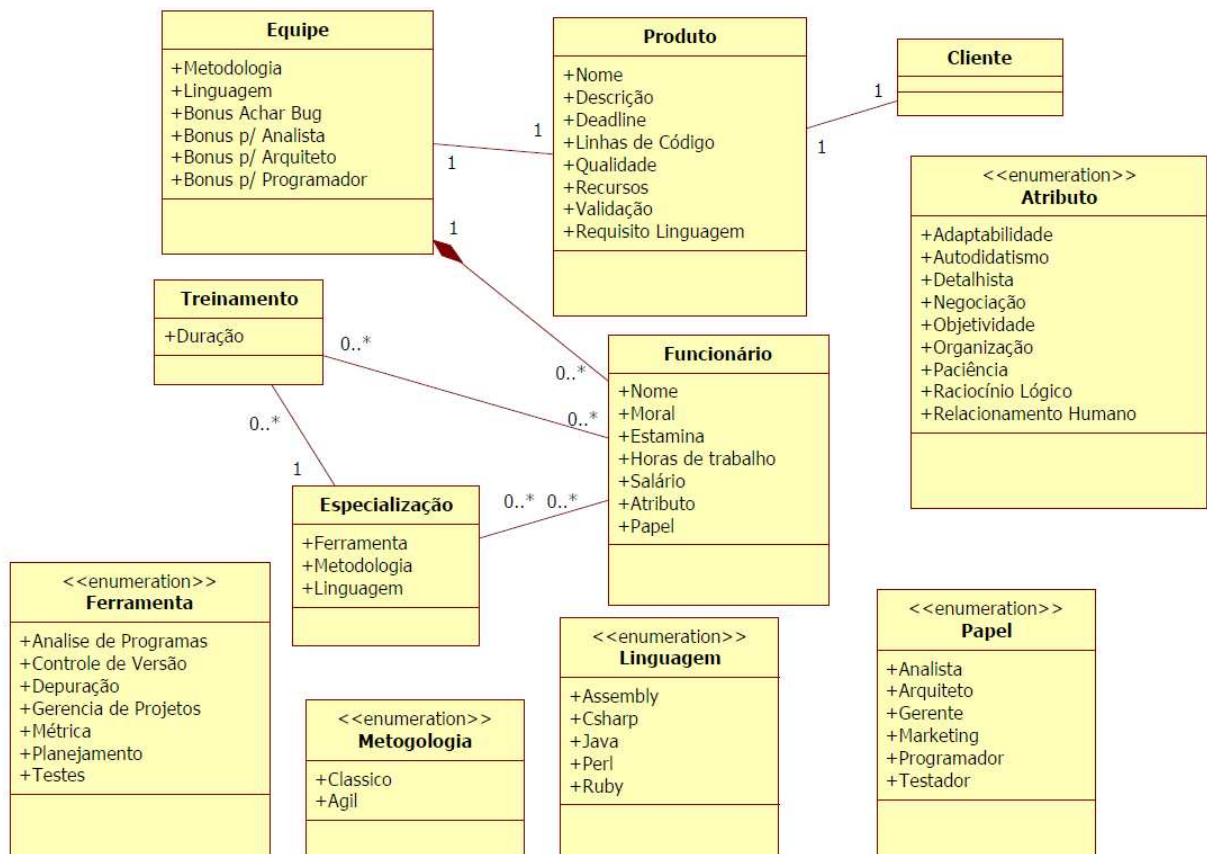 Equipe
+Metodologia
+Linguagem
+Bonus Achar Bug
+Bonus p/ Analista
+Bonus p/ Arquiteto
+Bonus p/ Programador
1
1
1
Produto
+Nome
+Descrição
+Deadline
+Linhas de Código
+Qualidade
+Recursos
+Validação
+Requisito Linguagem
1
1
Cliente
<<enumeration>>
Atributo
+Adaptabilidade
+Autodidatismo
+Detalhista
+Negociação
+Objetividade
+Organização
+Paciência
+Raciocínio Lógico
+Relacionamento Humano
Treinamento
+Duração
0..*
0..*
0..*
0..*
1
Funcionário
+Nome
+Moral
+Estamina
+Horas de trabalho
+Salário
+Atributo
+Papel
Especialização
+Ferramenta
+Metodologia
+Linguagem
0..* 0..*
<<enumeration>>
Ferramenta
+Analise de Programas
+Controle de Versão
+Depuração
+Gerencia de Projetos
+Métrica
+Planejamento
+Testes
<<enumeration>>
Metogologia
+Classico
+Agil
<<enumeration>>
Linguagem
+Assembly
+Csharp
+Java
+Perl
+Ruby
<<enumeration>>
Papel
+Analista
+Arquiteto
+Gerente
+Marketing
+Programador
+Testador